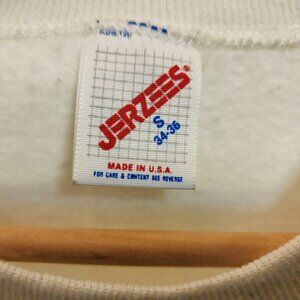 JERZEES
S
34-36
MADE IN U.S.A.
FOR CARE & CONTENT SEE REVERSE